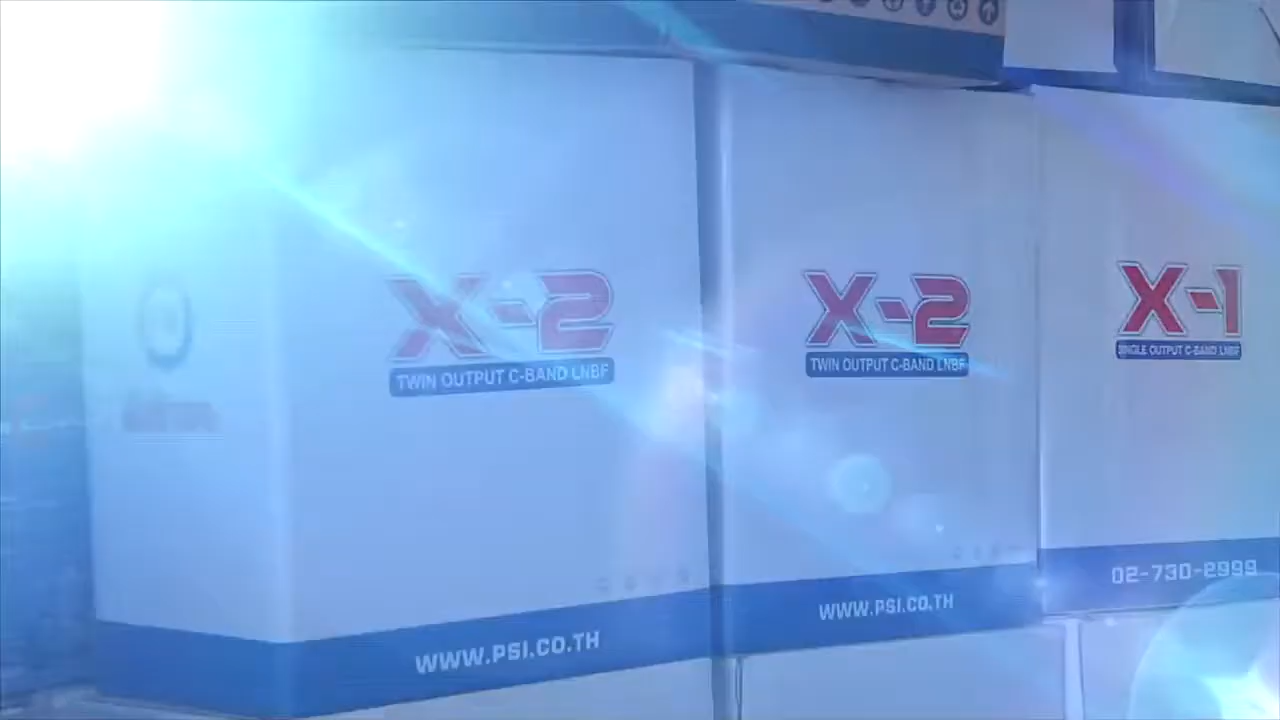 X-2
TWIN OUTPUT C-BAND LNBF
WWW.PSI.CO.TH
X-2
TWIN OUTPUT C-BAND LNBF
WWW.PSI.CO.TH
X-1
SINGLE OUTPUT C-BAND LNBF
02-730-2999